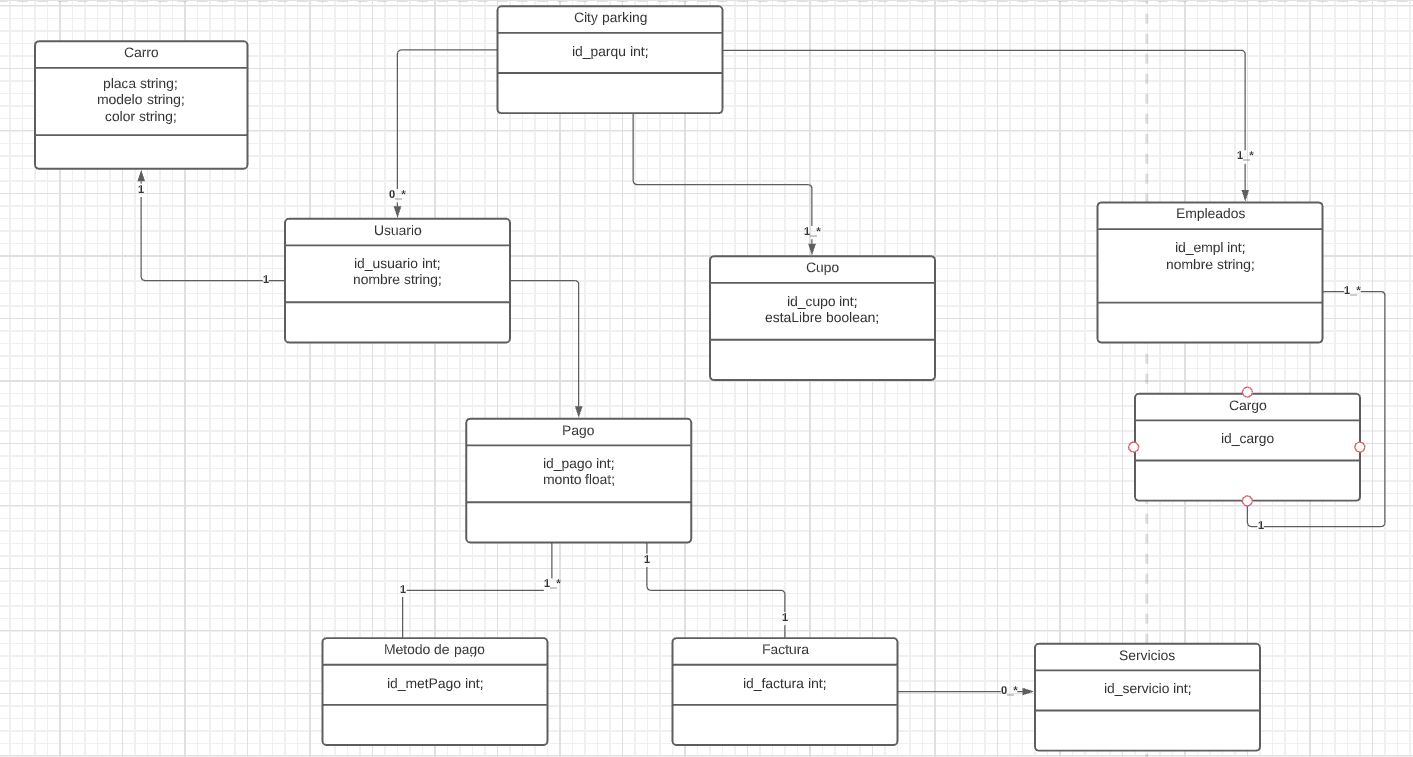 City parking
id_parqu int;
Carro
placa string;
modelo string;
color string;
1
1
0_*
Usuario
id_usuario int;
nombre string;
1_*
Cupo
id_cupo int;
estaLibre boolean;
1_*
Empleados
id_empl int;
nombre string;
1_*
Cargo
id_cargo
1
Pago
id_pago int;
monto float;
1_*
1
1
1
Metodo de pago
id_metPago int;
Factura
id_factura int;
0_*
Servicios
id_servicio int;